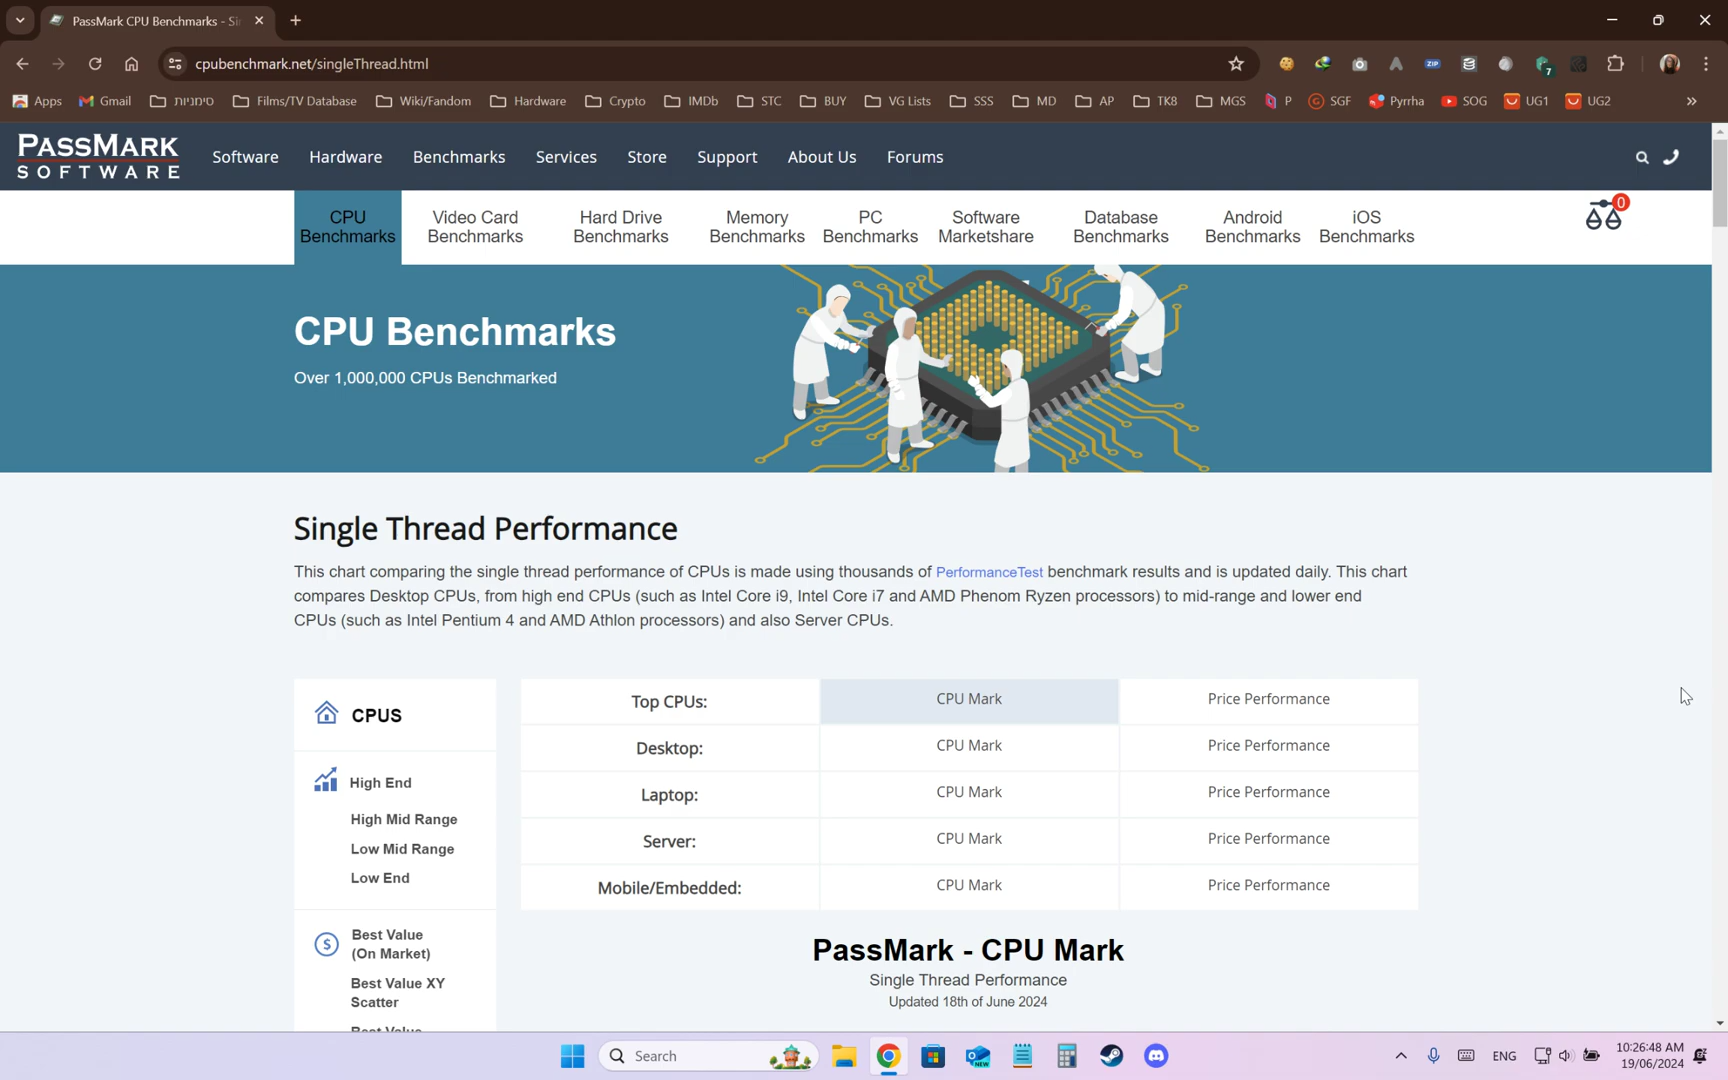 PassMark CPU Benchmarks - Si
cpubenchmark.net/singleThread.html
ZIP
7
Apps Gmail סימניות Films/TV Database Wiki/Fandom Hardware Crypto IMDb STC BUY VG Lists SSS MD AP TK8 MGS P SGF Pyrrha SOG UG1 UG2 »
PASSMARK
SOFTWARE
Software Hardware Benchmarks Services Store Support About Us Forums
CPU
Benchmarks
Video Card
Benchmarks
Hard Drive
Benchmarks
Memory
Benchmarks
PC
Benchmarks
Software
Marketshare
Database
Benchmarks
Android
Benchmarks
iOS
Benchmarks
0
CPU Benchmarks
Over 1,000,000 CPUs Benchmarked
Single Thread Performance
This chart comparing the single thread performance of CPUs is made using thousands of PerformanceTest benchmark results and is updated daily. This chart
compares Desktop CPUs, from high end CPUs (such as Intel Core i9, Intel Core i7 and AMD Phenom Ryzen processors) to mid-range and lower end
CPUs (such as Intel Pentium 4 and AMD Athlon processors) and also Server CPUs.
CPUS
High End
High Mid Range
Low Mid Range
Low End
$
Best Value
(On Market)
Best Value XY
Scatter
Best Value
Top CPUs: CPU Mark Price Performance
Desktop: CPU Mark Price Performance
Laptop: CPU Mark Price Performance
Server: CPU Mark Price Performance
Mobile/Embedded: CPU Mark Price Performance
PassMark - CPU Mark
Single Thread Performance
Updated 18th of June 2024
Search
NEW
ENG
10:26:48 AM
19/06/2024